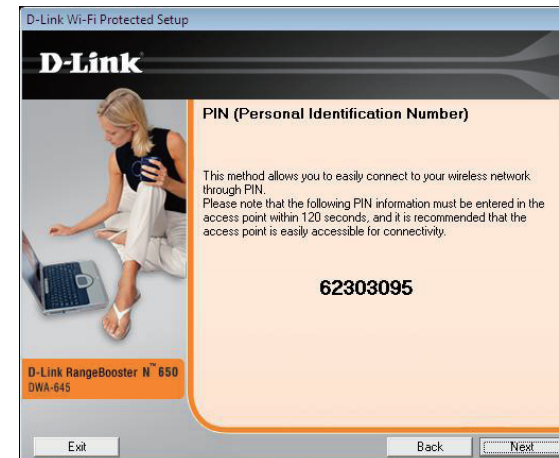 D-Link Wi-Fi Protected Setup
D-Link
PIN (Personal Identification Number)
This method allows you to easily connect to your wireless network
through PIN.
Please note that the following PIN information must be entered in the
access point within 120 seconds, and it is recommended that the
access point is easily accessible for connectivity.
62303095
D-Link RangeBooster N™ 650
DWA-645
Exit
Back
Next